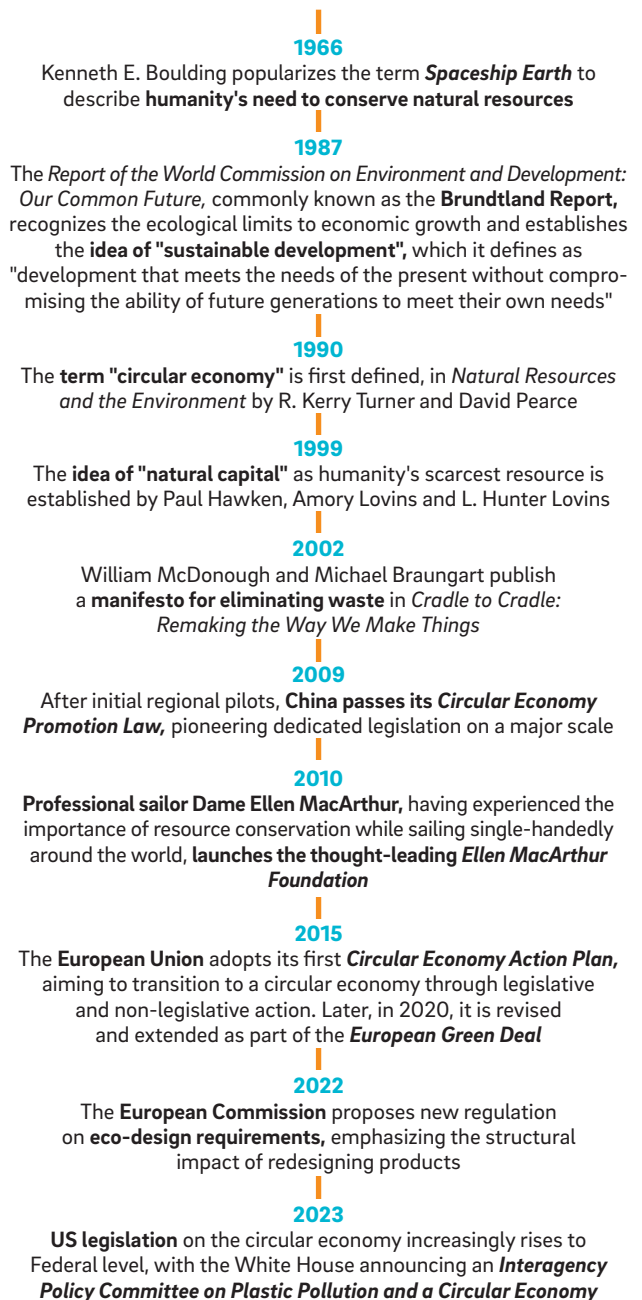 1966
Kenneth E. Boulding popularizes the term Spaceship Earth to
describe humanity's need to conserve natural resources
1987
The Report of the World Commission on Environment and Development:
Our Common Future, commonly known as the Brundtland Report,
recognizes the ecological limits to economic growth and establishes
the idea of "sustainable development", which it defines as
"development that meets the needs of the present without compro-
mising the ability of future generations to meet their own needs"
1990
The term "circular economy" is first defined, in Natural Resources
and the Environment by R. Kerry Turner and David Pearce
1999
The idea of "natural capital" as humanity's scarcest resource is
established by Paul Hawken, Amory Lovins and L. Hunter Lovins
2002
William McDonough and Michael Braungart publish
a manifesto for eliminating waste in Cradle to Cradle:
Remaking the Way We Make Things
2009
After initial regional pilots, China passes its Circular Economy
Promotion Law, pioneering dedicated legislation on a major scale
2010
Professional sailor Dame Ellen MacArthur, having experienced the
importance of resource conservation while sailing single-handedly
around the world, launches the thought-leading Ellen MacArthur
Foundation
2015
The European Union adopts its first Circular Economy Action Plan,
aiming to transition to a circular economy through legislative
and non-legislative action. Later, in 2020, it is revised
and extended as part of the European Green Deal
2022
The European Commission proposes new regulation
on eco-design requirements, emphasizing the structural
impact of redesigning products
2023
US legislation on the circular economy increasingly rises to
Federal level, with the White House announcing an Interagency
Policy Committee on Plastic Pollution and a Circular Economy